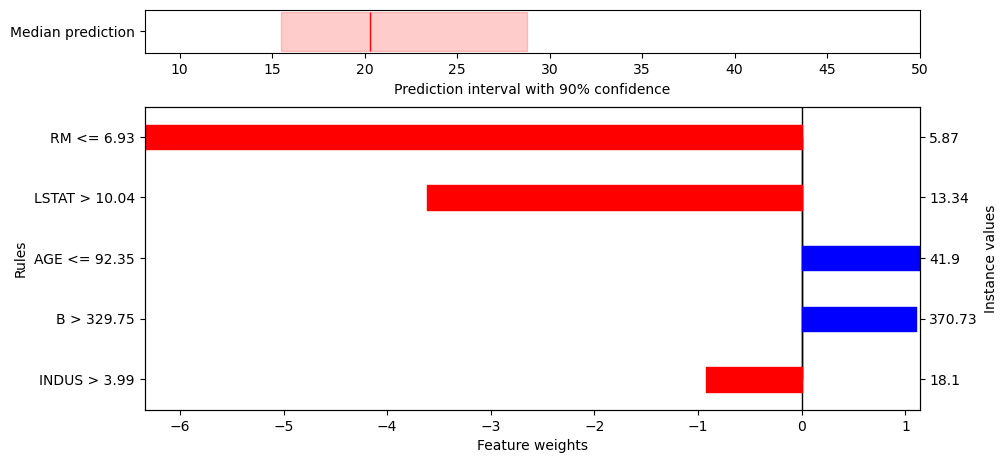 Median prediction
10 15 20 25 30 35 40 45 50
Prediction interval with 90% confidence
Rules
RM <= 6.93 5.87
LSTAT > 10.04 13.34
AGE <= 92.35 41.9
B > 329.75 370.73
INDUS > 3.99 18.1
Instance values
−6 −5 −4 −3 −2 −1 0 1
Feature weights